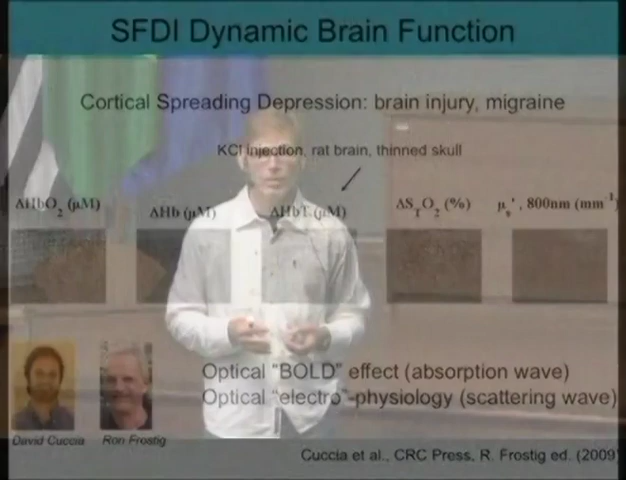 SFDI Dynamic Brain Function
Cortical Spreading Depression: brain injury, migraine
KCl injection, rat brain, thinned skull
ΔHbO₂ (μM) ΔHb (μM) ΔHbT (μM) ΔSₜO₂ (%) μₛ', 800nm (mm⁻¹)
Optical "BOLD" effect (absorption wave)
Optical "electro"-physiology (scattering wave)
David Cuccia Ron Frostig
Cuccia et al., CRC Press, R. Frostig ed. (2009)